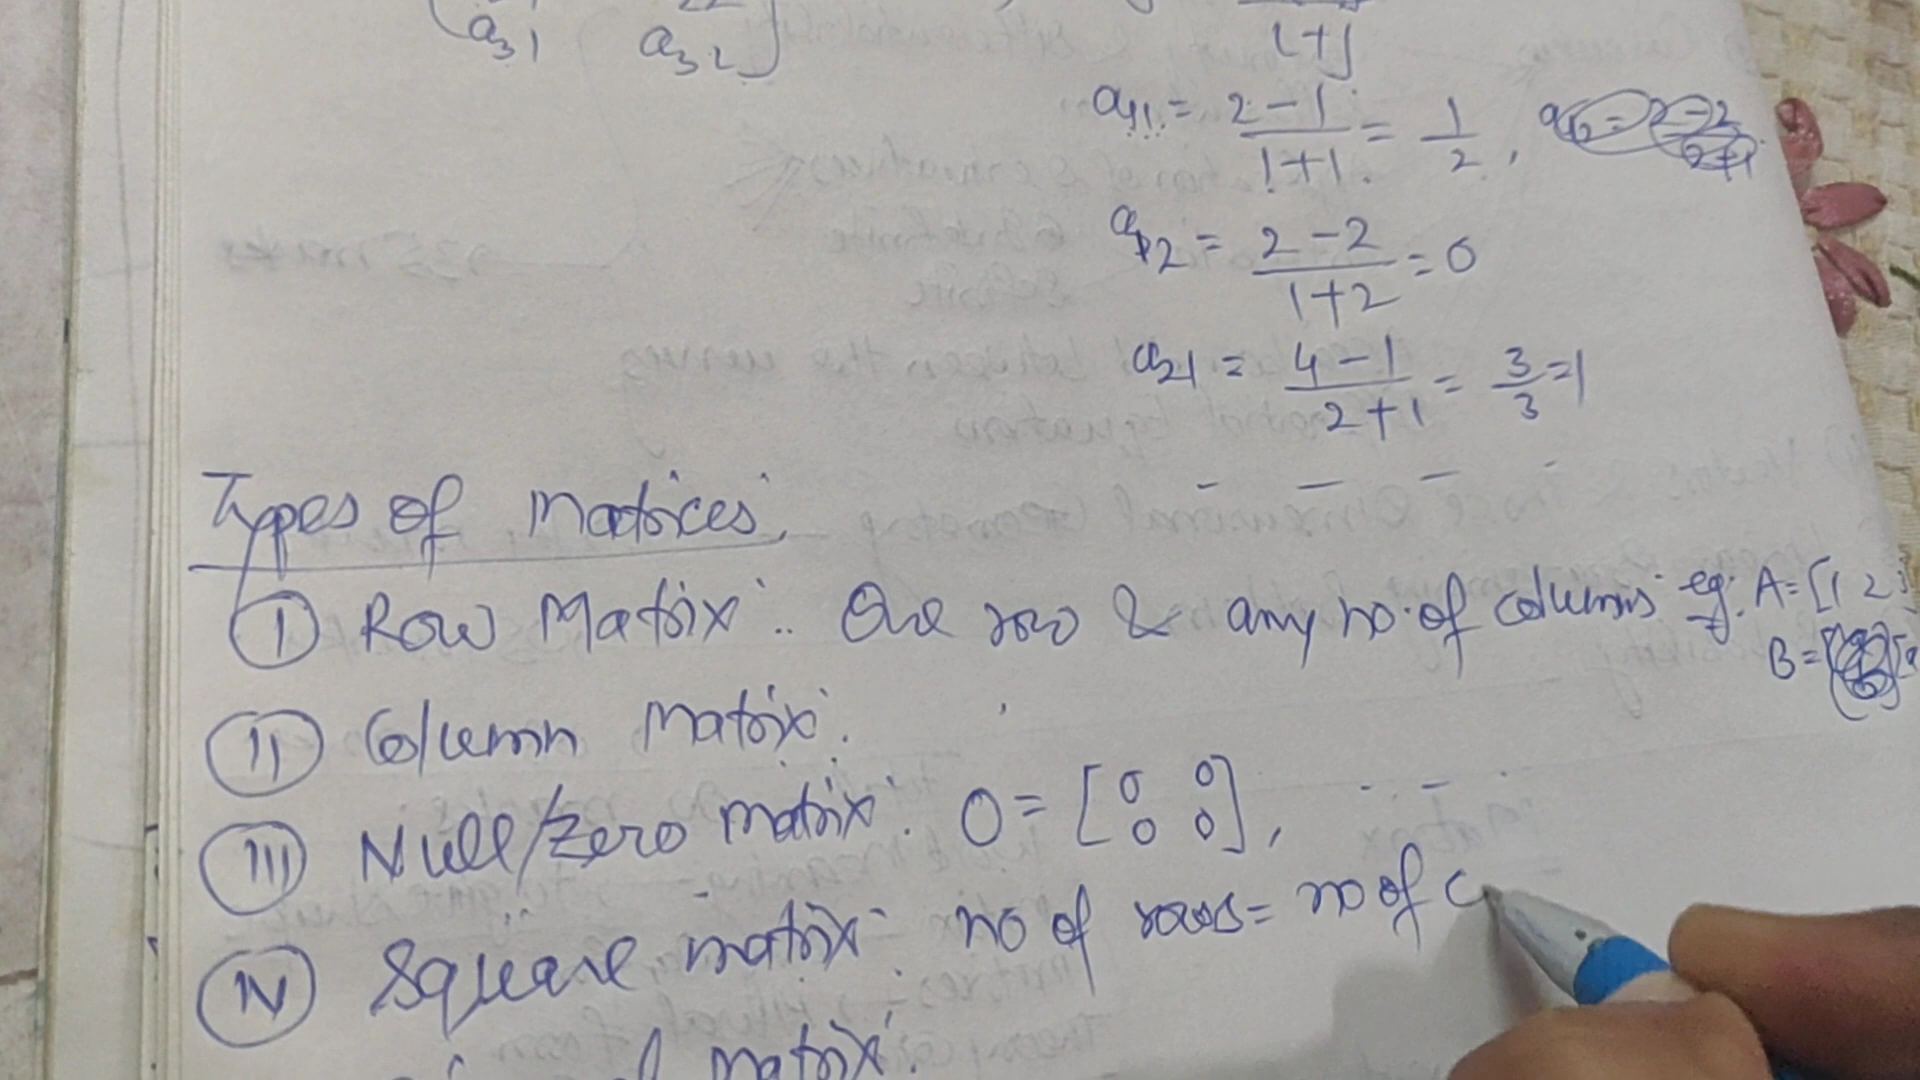 a31 a32
i+j
a11 = 2-1/1+1 = 1/2,
a12 = 2-2/1+2 = 0
a21 = 4-1/2+1 = 3/3 = 1
- - -
Types of Matrices.
(I) Row Matrix: One row & any no. of columns eg. A = [1 2 3]
B =
(II) Column Matrix.
(III) Null/zero matrix. O = [0 0 0 0], - -
(IV) Square matrix. no of rows = no of c
matrix.